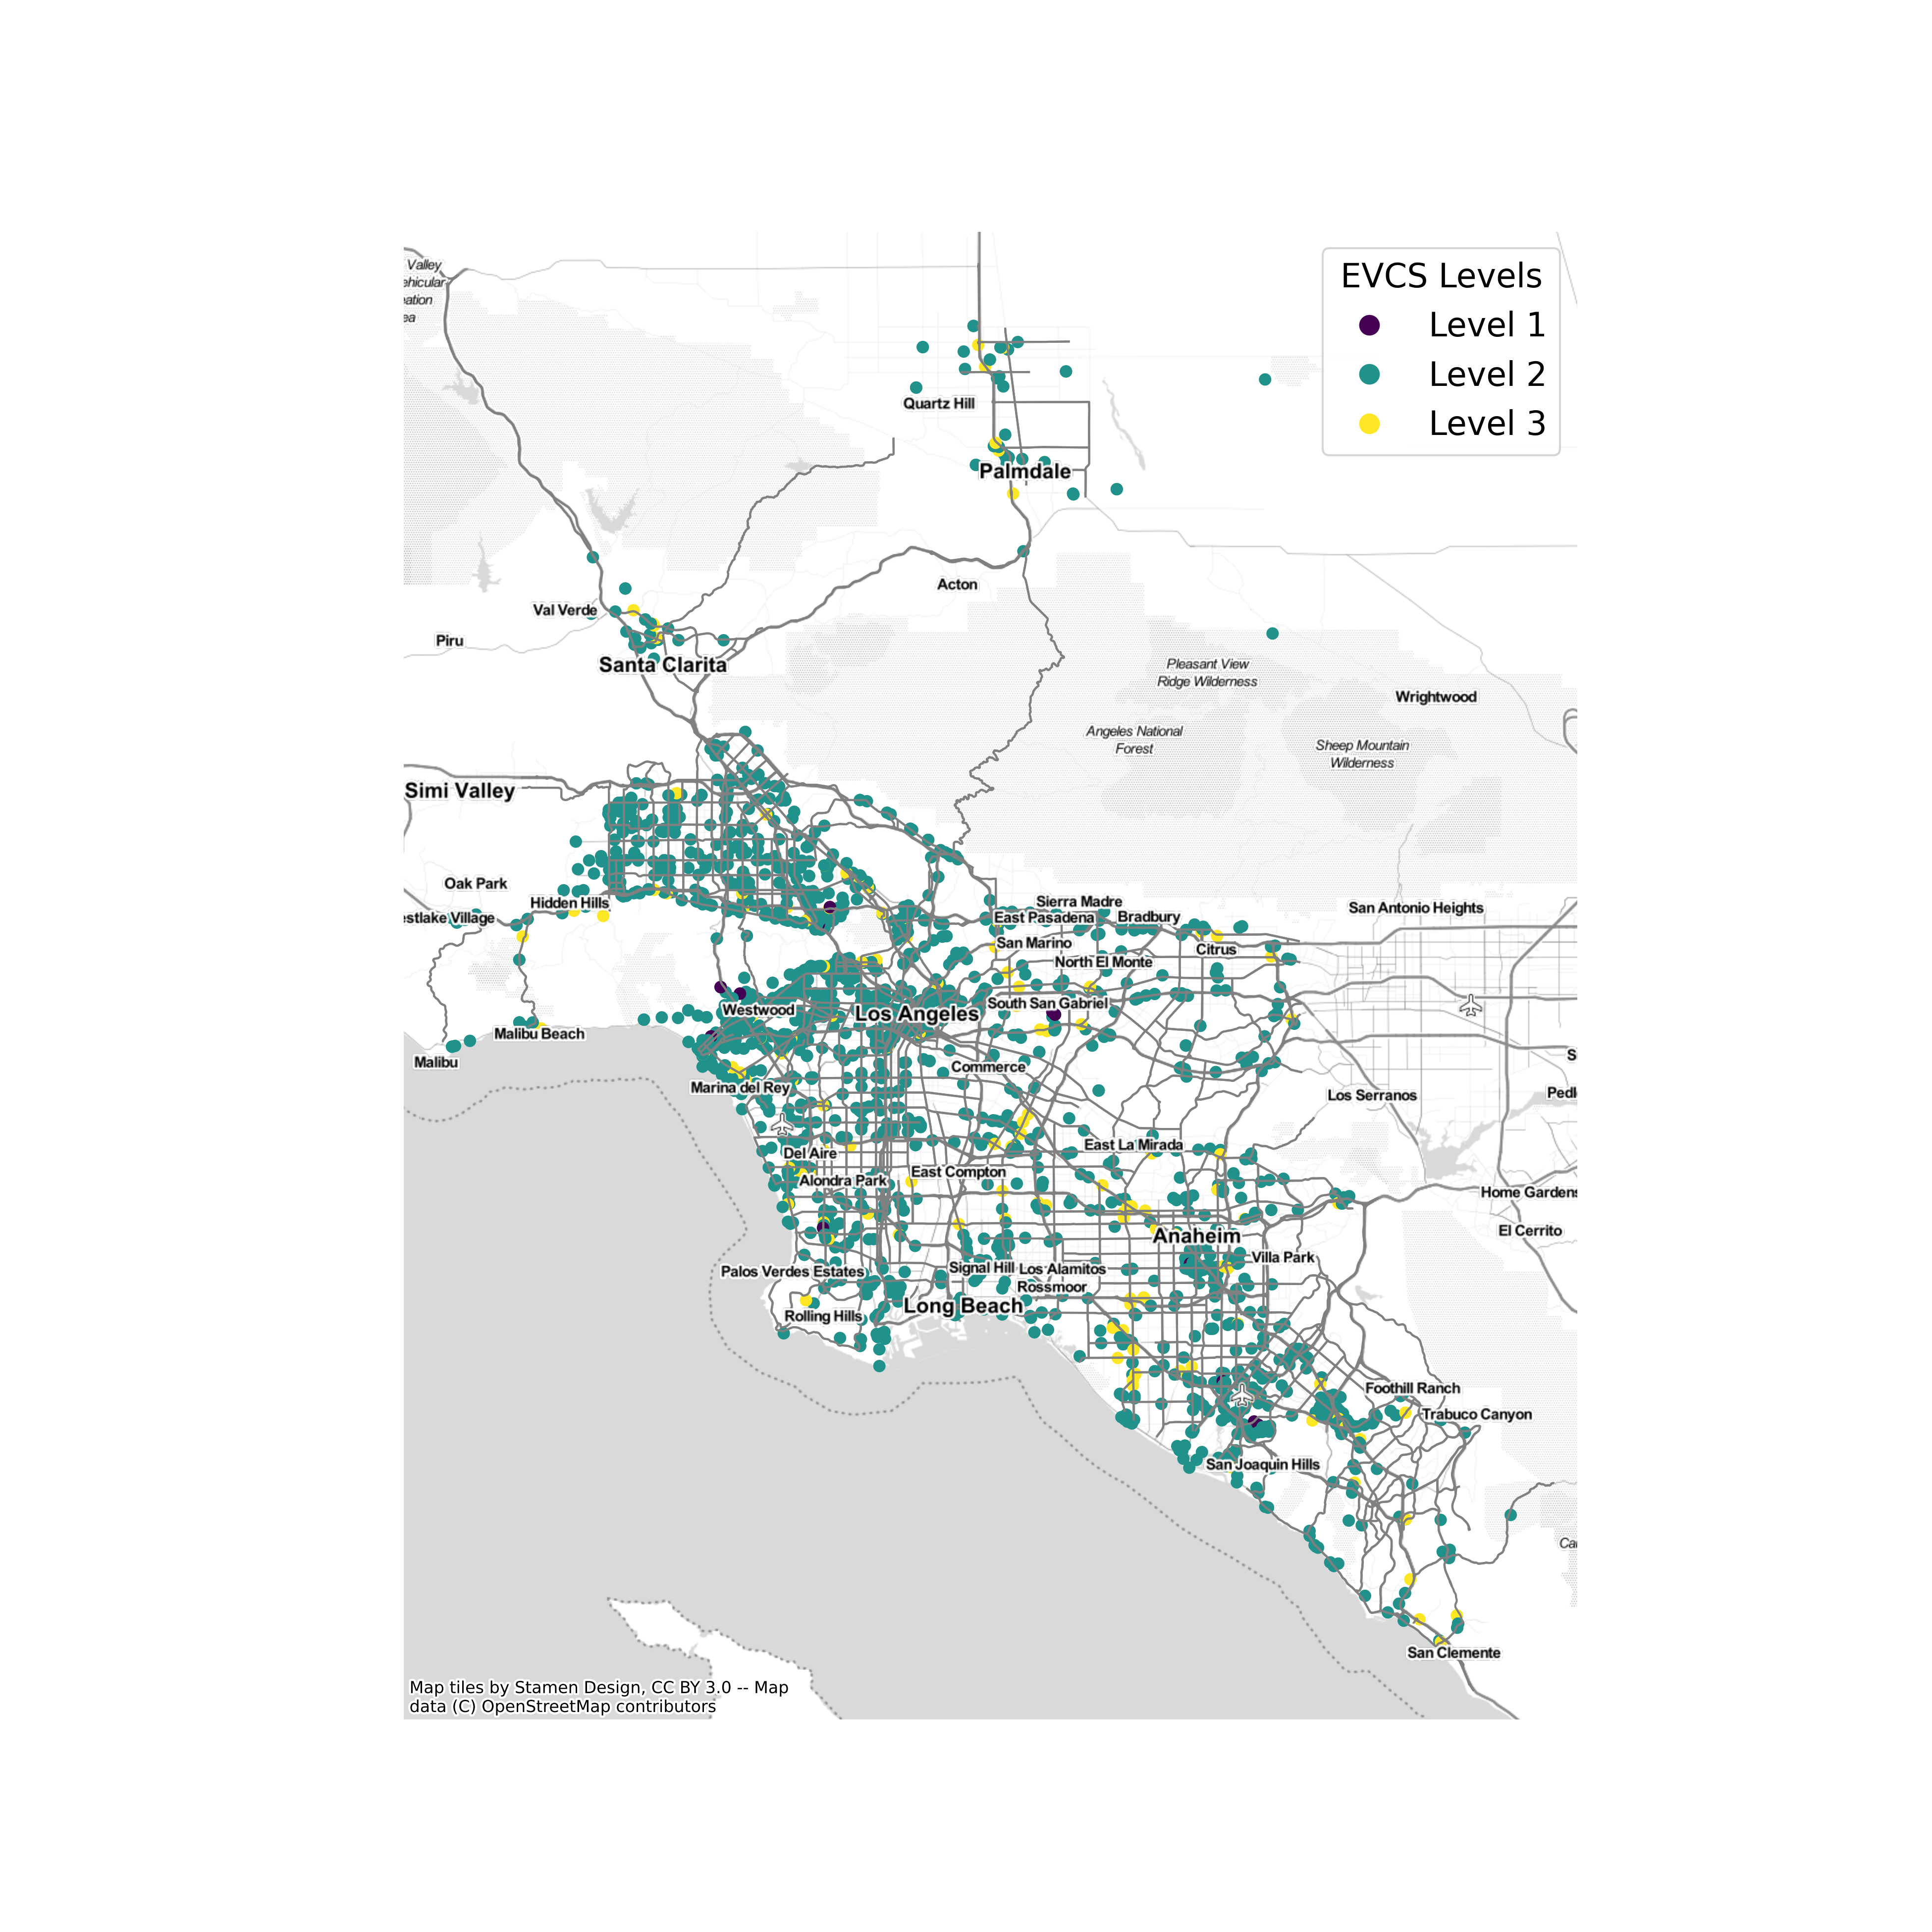 Valley
ehicular
ation
ea
EVCS Levels
Level 1
Level 2
Level 3
Quartz Hill
Palmdale
Acton
Val Verde
Piru
Santa Clarita
Pleasant View
Ridge Wilderness
Wrightwood
Angeles National
Forest
Sheep Mountain
Wilderness
Simi Valley
Oak Park
Hidden Hills
estlake Village
Sierra Madre
East Pasadena
Bradbury
San Antonio Heights
San Marino
Citrus
North El Monte
South San Gabriel
Westwood
Los Angeles
Malibu Beach
Malibu
S
Commerce
Marina del Rey
Los Serranos
Pedl
East La Mirada
Del Aire
East Compton
Alondra Park
Home Gardens
El Cerrito
Anaheim
Villa Park
Palos Verdes Estates
Signal Hill
Los Alamitos
Rossmoor
Long Beach
Rolling Hills
Foothill Ranch
Trabuco Canyon
San Joaquin Hills
Ca
San Clemente
Map tiles by Stamen Design, CC BY 3.0 -- Map
data (C) OpenStreetMap contributors